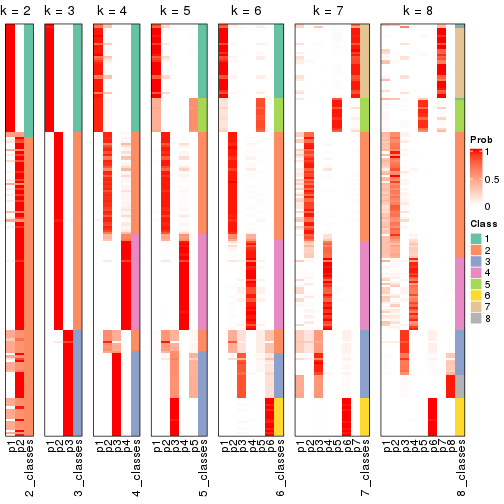 k = 2 k = 3 k = 4 k = 5 k = 6 k = 7 k = 8
Prob
1
0.5
0
Class
1
2
3
4
5
6
7
8
p1
p2
2_classes
p1
p2
p3
3_classes
p1
p2
p3
p4
4_classes
p1
p2
p3
p4
p5
5_classes
p1
p2
p3
p4
p5
p6
6_classes
p1
p2
p3
p4
p5
p6
p7
7_classes
p1
p2
p3
p4
p5
p6
p7
p8
8_classes